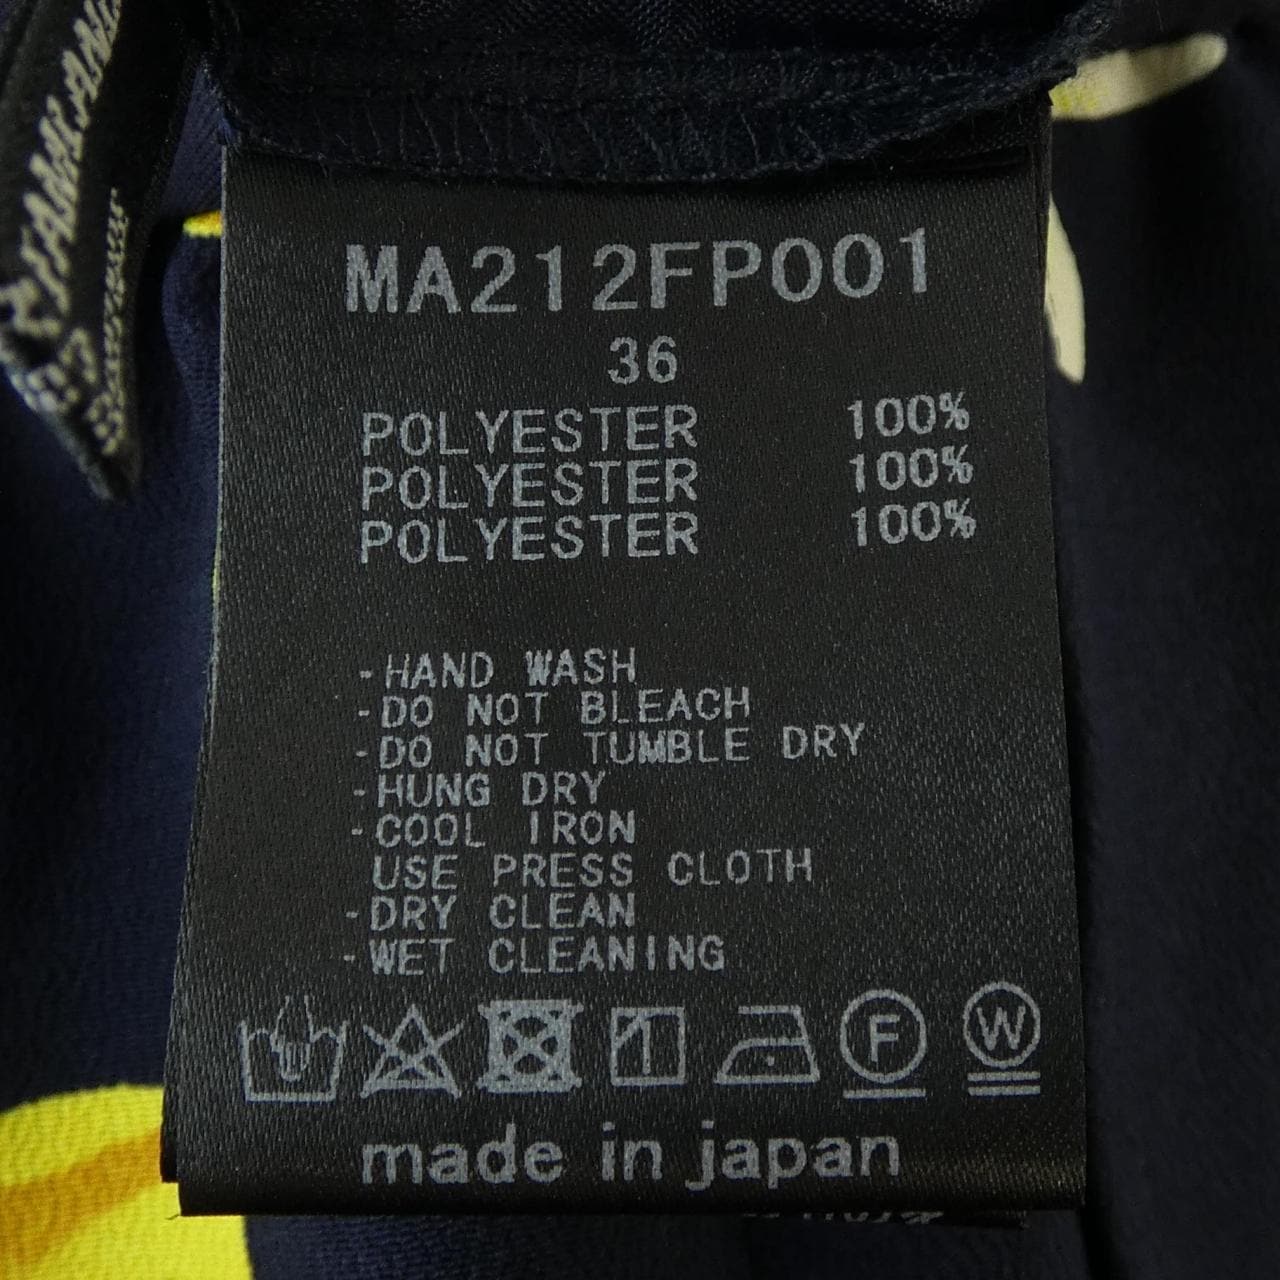 MA212FP001
36
POLYESTER 100%
POLYESTER 100%
POLYESTER 100%
-HAND WASH
-DO NOT BLEACH
-DO NOT TUMBLE DRY
-HUNG DRY
-COOL IRON
USE PRESS CLOTH
-DRY CLEAN
-WET CLEANING
F W
made in japan